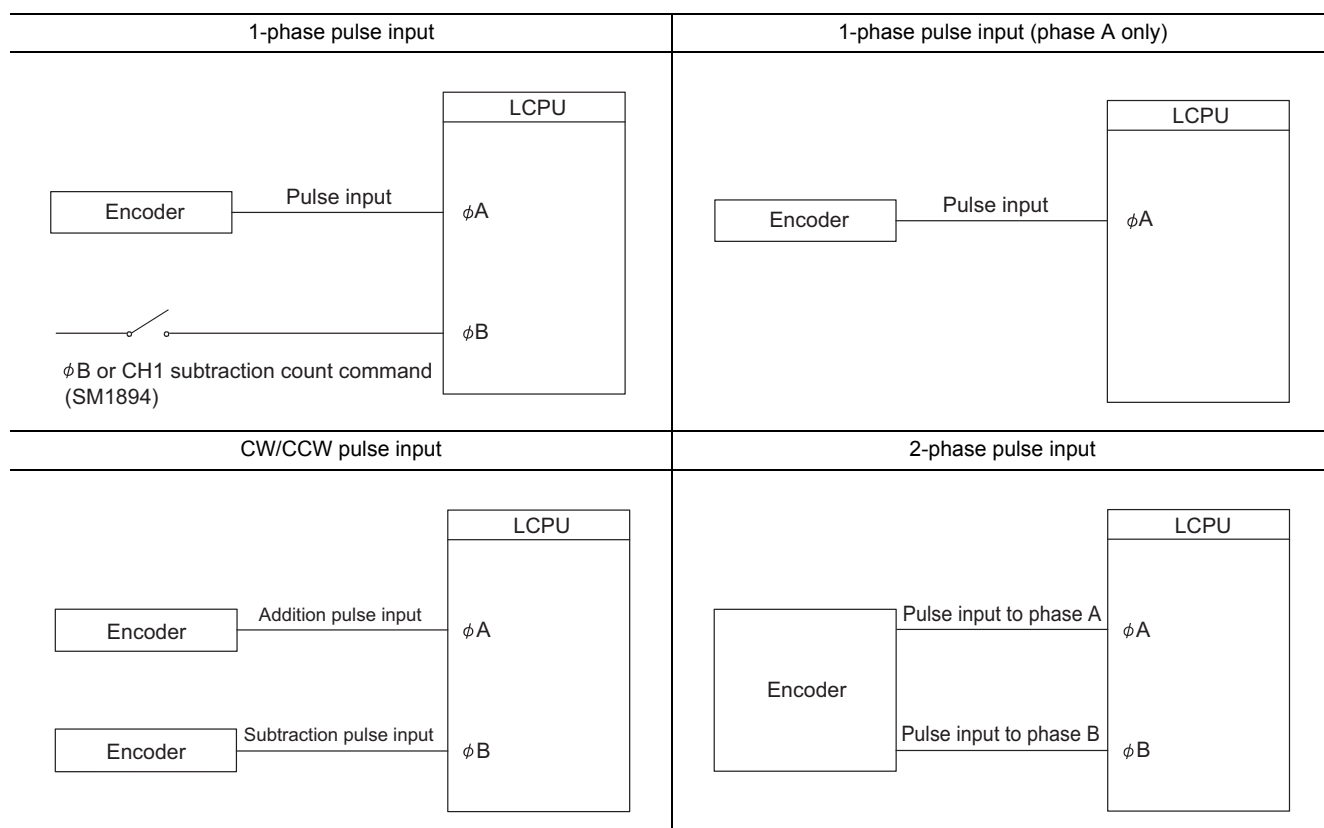 1-phase pulse input
1-phase pulse input (phase A only)
LCPU
Encoder
Pulse input
ϕA
ϕB
ϕB or CH1 subtraction count command
(SM1894)
LCPU
Encoder
Pulse input
ϕA
CW/CCW pulse input
2-phase pulse input
LCPU
Encoder
Addition pulse input
ϕA
Encoder
Subtraction pulse input
ϕB
LCPU
Encoder
Pulse input to phase A
ϕA
Pulse input to phase B
ϕB